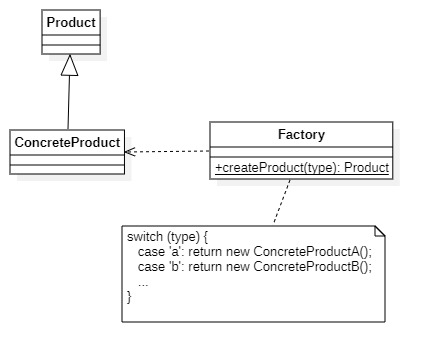 Product
ConcreteProduct
Factory
+createProduct(type): Product
switch (type) {
case 'a': return new ConcreteProductA();
case 'b': return new ConcreteProductB();
...
}